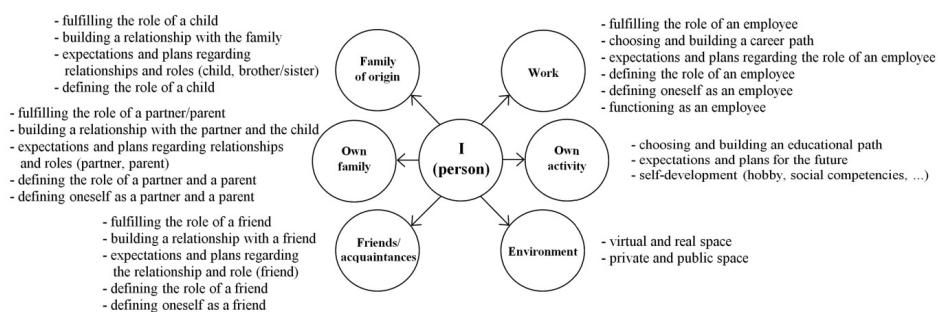 - fulfilling the role of a child
- building a relationship with the family
- expectations and plans regarding
relationships and roles (child, brother/sister)
- defining the role of a child
Family
of origin
Work
- fulfilling the role of an employee
- choosing and building a career path
- expectations and plans regarding the role of an employee
- defining the role of an employee
- defining oneself as an employee
- functioning as an employee
- fulfilling the role of a partner/parent
- building a relationship with the partner and the child
- expectations and plans regarding relationships
and roles (partner, parent)
- defining the role of a partner and a parent
- defining oneself as a partner and a parent
Own
family
I
(person)
Own
activity
- choosing and building an educational path
- expectations and plans for the future
- self-development (hobby, social competencies, ...)
- fulfilling the role of a friend
- building a relationship with a friend
- expectations and plans regarding
the relationship and role (friend)
- defining the role of a friend
- defining oneself as a friend
Friends/
acquaintances
Environment
- virtual and real space
- private and public space